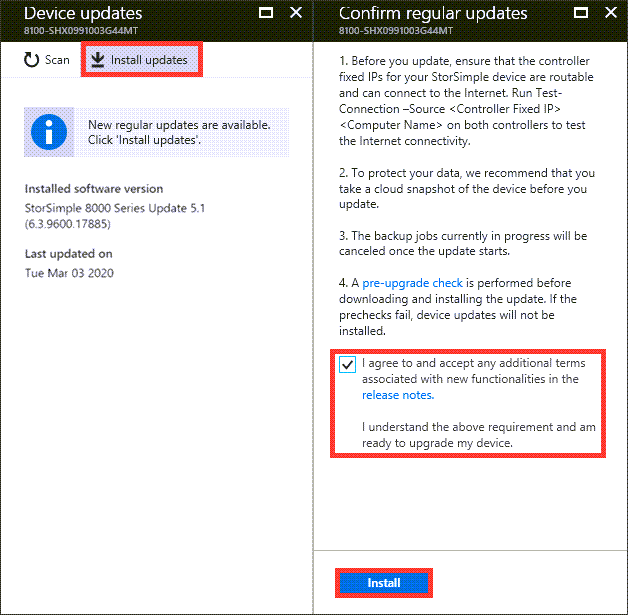 Device updates
8100-SHX0991003G44MT
Scan
Install updates
New regular updates are available.
Click 'Install updates'.
Installed software version
StorSimple 8000 Series Update 5.1
(6.3.9600.17885)
Last updated on
Tue Mar 03 2020
Confirm regular updates
8100-SHX0991003G44MT
1. Before you update, ensure that the controller
fixed IPs for your StorSimple device are routable
and can connect to the Internet. Run Test-
Connection –Source <Controller Fixed IP>
<Computer Name> on both controllers to test
the Internet connectivity.
2. To protect your data, we recommend that you
take a cloud snapshot of the device before you
update.
3. The backup jobs currently in progress will be
canceled once the update starts.
4. A pre-upgrade check is performed before
downloading and installing the update. If the
prechecks fail, device updates will not be
installed.
I agree to and accept any additional terms
associated with new functionalities in the
release notes.
I understand the above requirement and am
ready to upgrade my device.
Install